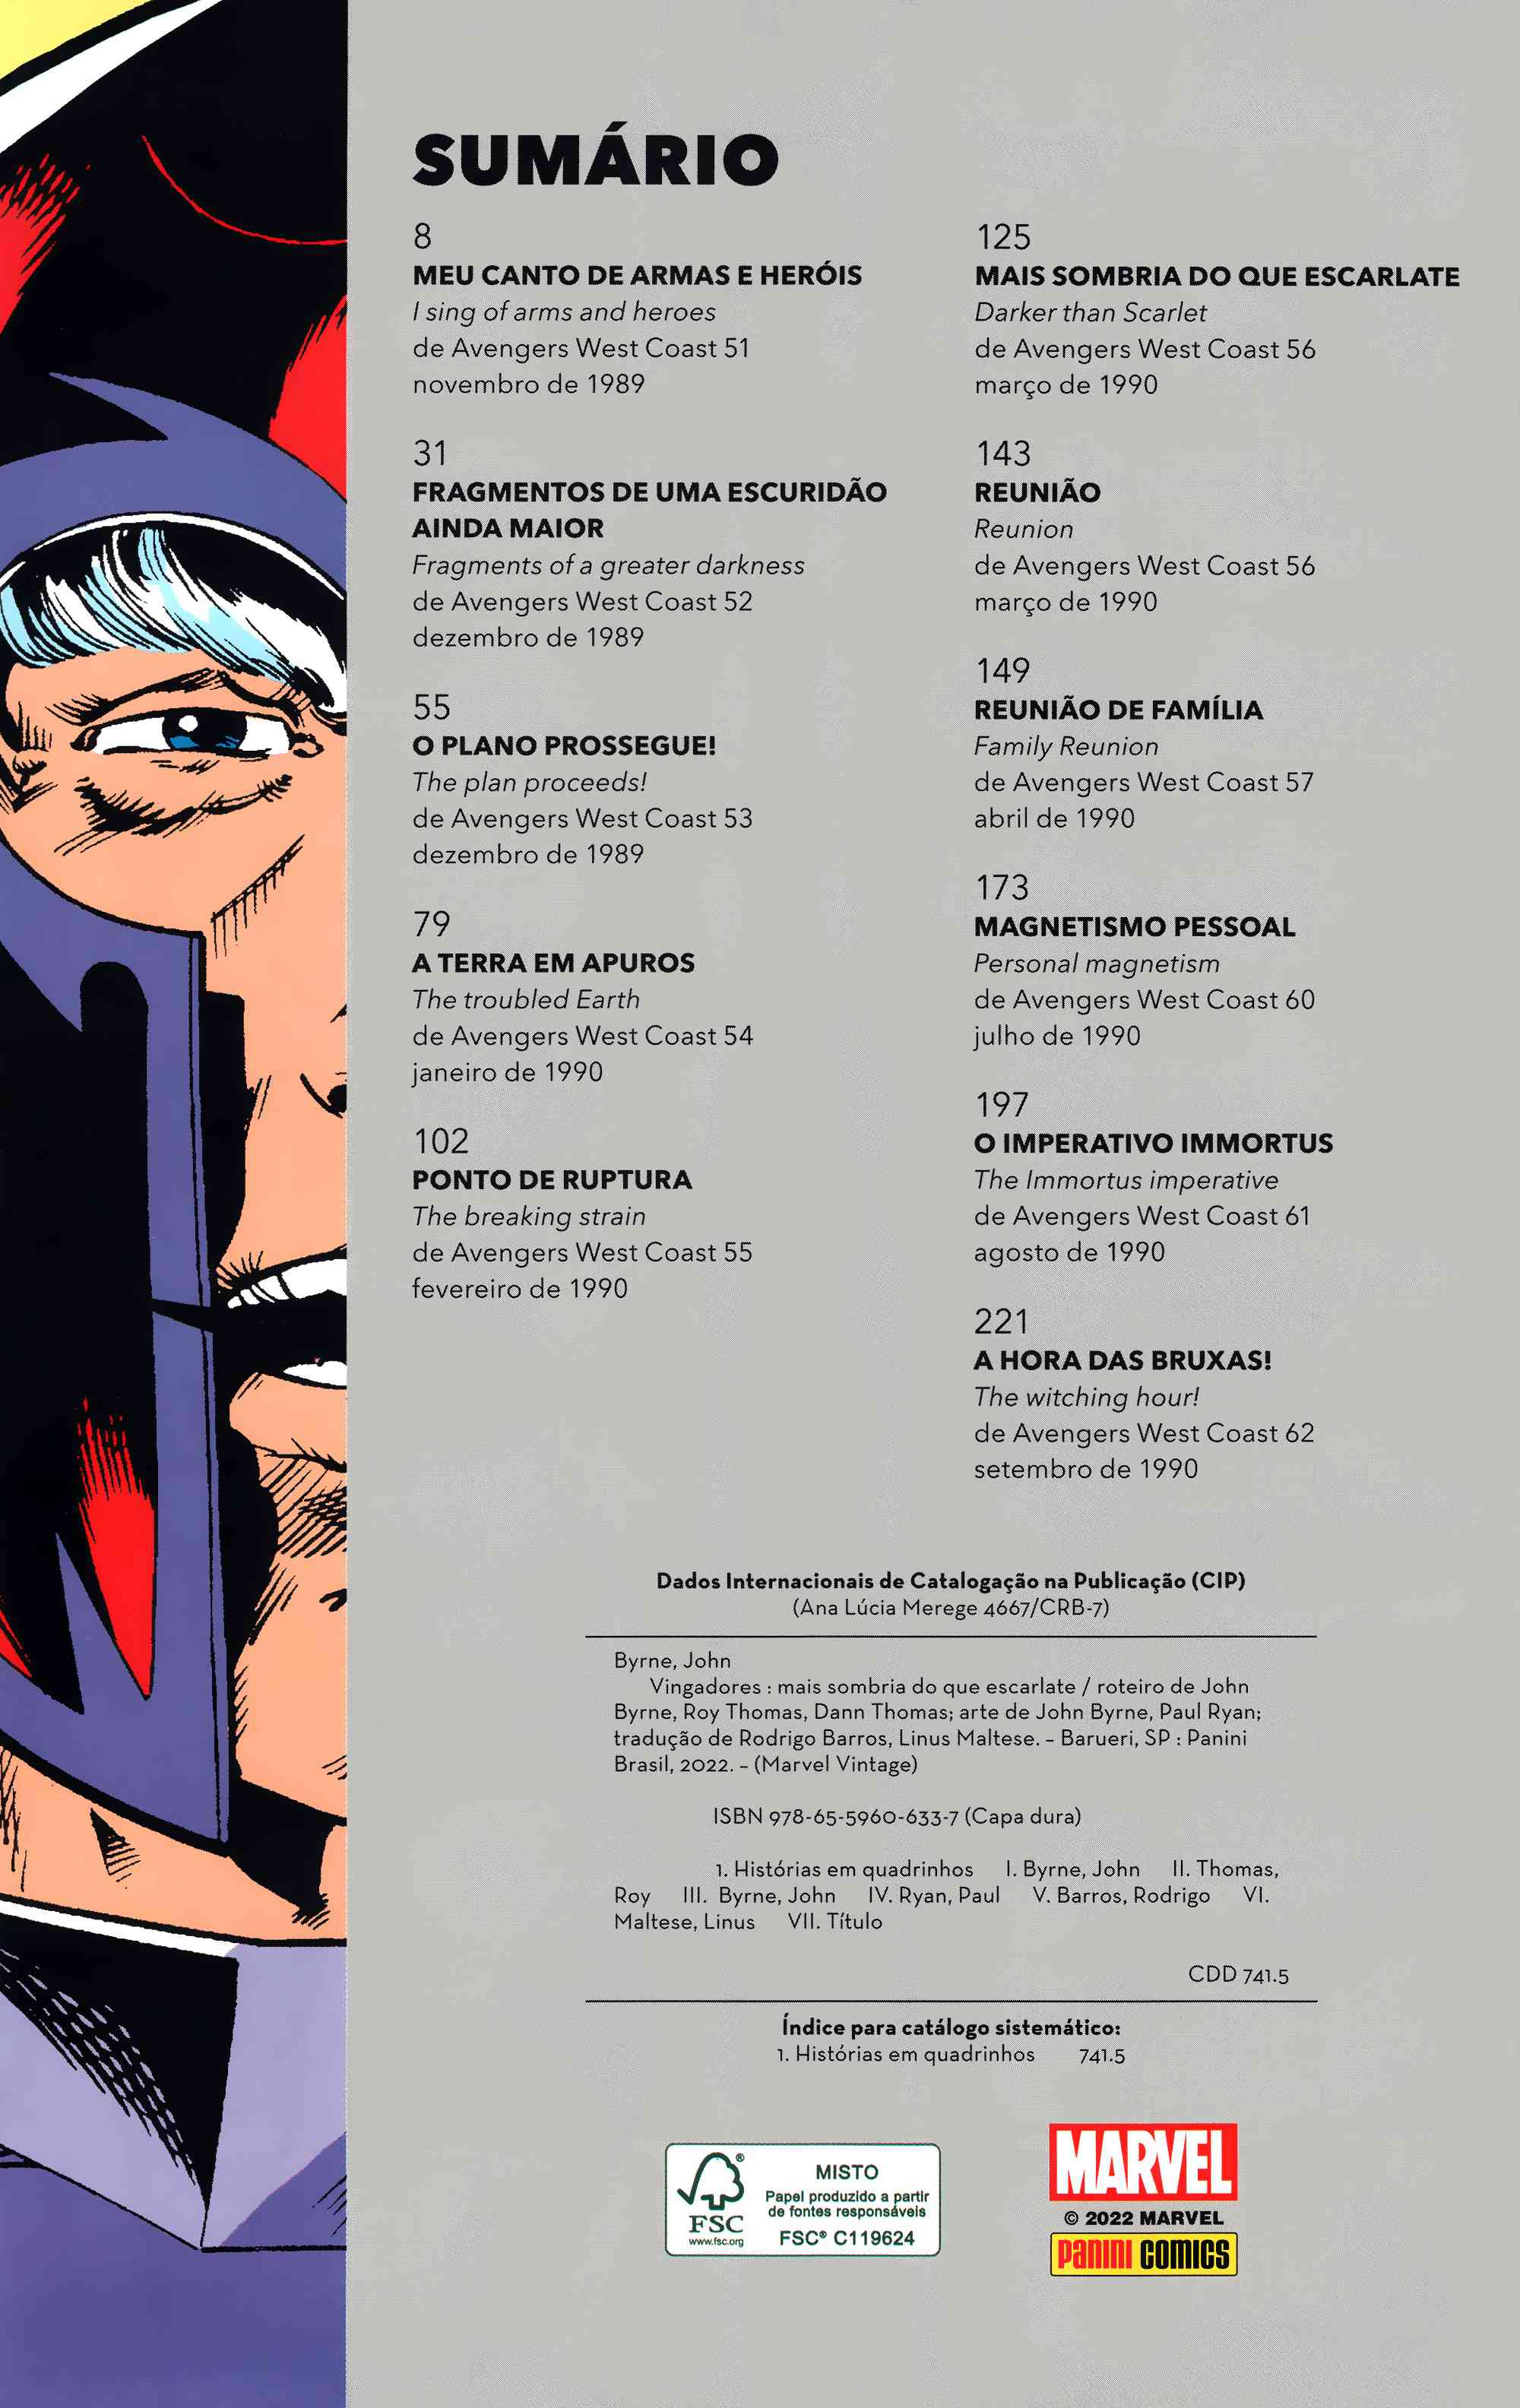 SUMÁRIO
8
MEU CANTO DE ARMAS E HERÓIS
I sing of arms and heroes
de Avengers West Coast 51
novembro de 1989
31
FRAGMENTOS DE UMA ESCURIDÃO
AINDA MAIOR
Fragments of a greater darkness
de Avengers West Coast 52
dezembro de 1989
55
O PLANO PROSSEGUE!
The plan proceeds!
de Avengers West Coast 53
dezembro de 1989
79
A TERRA EM APUROS
The troubled Earth
de Avengers West Coast 54
janeiro de 1990
102
PONTO DE RUPTURA
The breaking strain
de Avengers West Coast 55
fevereiro de 1990
125
MAIS SOMBRIA DO QUE ESCARLATE
Darker than Scarlet
de Avengers West Coast 56
março de 1990
143
REUNIÃO
Reunion
de Avengers West Coast 56
março de 1990
149
REUNIÃO DE FAMÍLIA
Family Reunion
de Avengers West Coast 57
abril de 1990
173
MAGNETISMO PESSOAL
Personal magnetism
de Avengers West Coast 60
julho de 1990
197
O IMPERATIVO IMMORTUS
The Immortus imperative
de Avengers West Coast 61
agosto de 1990
221
A HORA DAS BRUXAS!
The witching hour!
de Avengers West Coast 62
setembro de 1990
Dados Internacionais de Catalogação na Publicação (CIP)
(Ana Lúcia Merege 4667/CRB-7)
Byrne, John
Vingadores : mais sombria do que escarlate / roteiro de John
Byrne, Roy Thomas, Dann Thomas; arte de John Byrne, Paul Ryan;
tradução de Rodrigo Barros, Linus Maltese. – Barueri, SP : Panini
Brasil, 2022. – (Marvel Vintage)
ISBN 978-65-5960-633-7 (Capa dura)
1. Histórias em quadrinhos I. Byrne, John II. Thomas,
Roy III. Byrne, John IV. Ryan, Paul V. Barros, Rodrigo VI.
Maltese, Linus VII. Título
CDD 741.5
Índice para catálogo sistemático:
1. Histórias em quadrinhos 741.5
FSC
www.fsc.org
MISTO
Papel produzido a partir
de fontes responsáveis
FSC® C119624
MARVEL
© 2022 MARVEL
PANINI COMICS